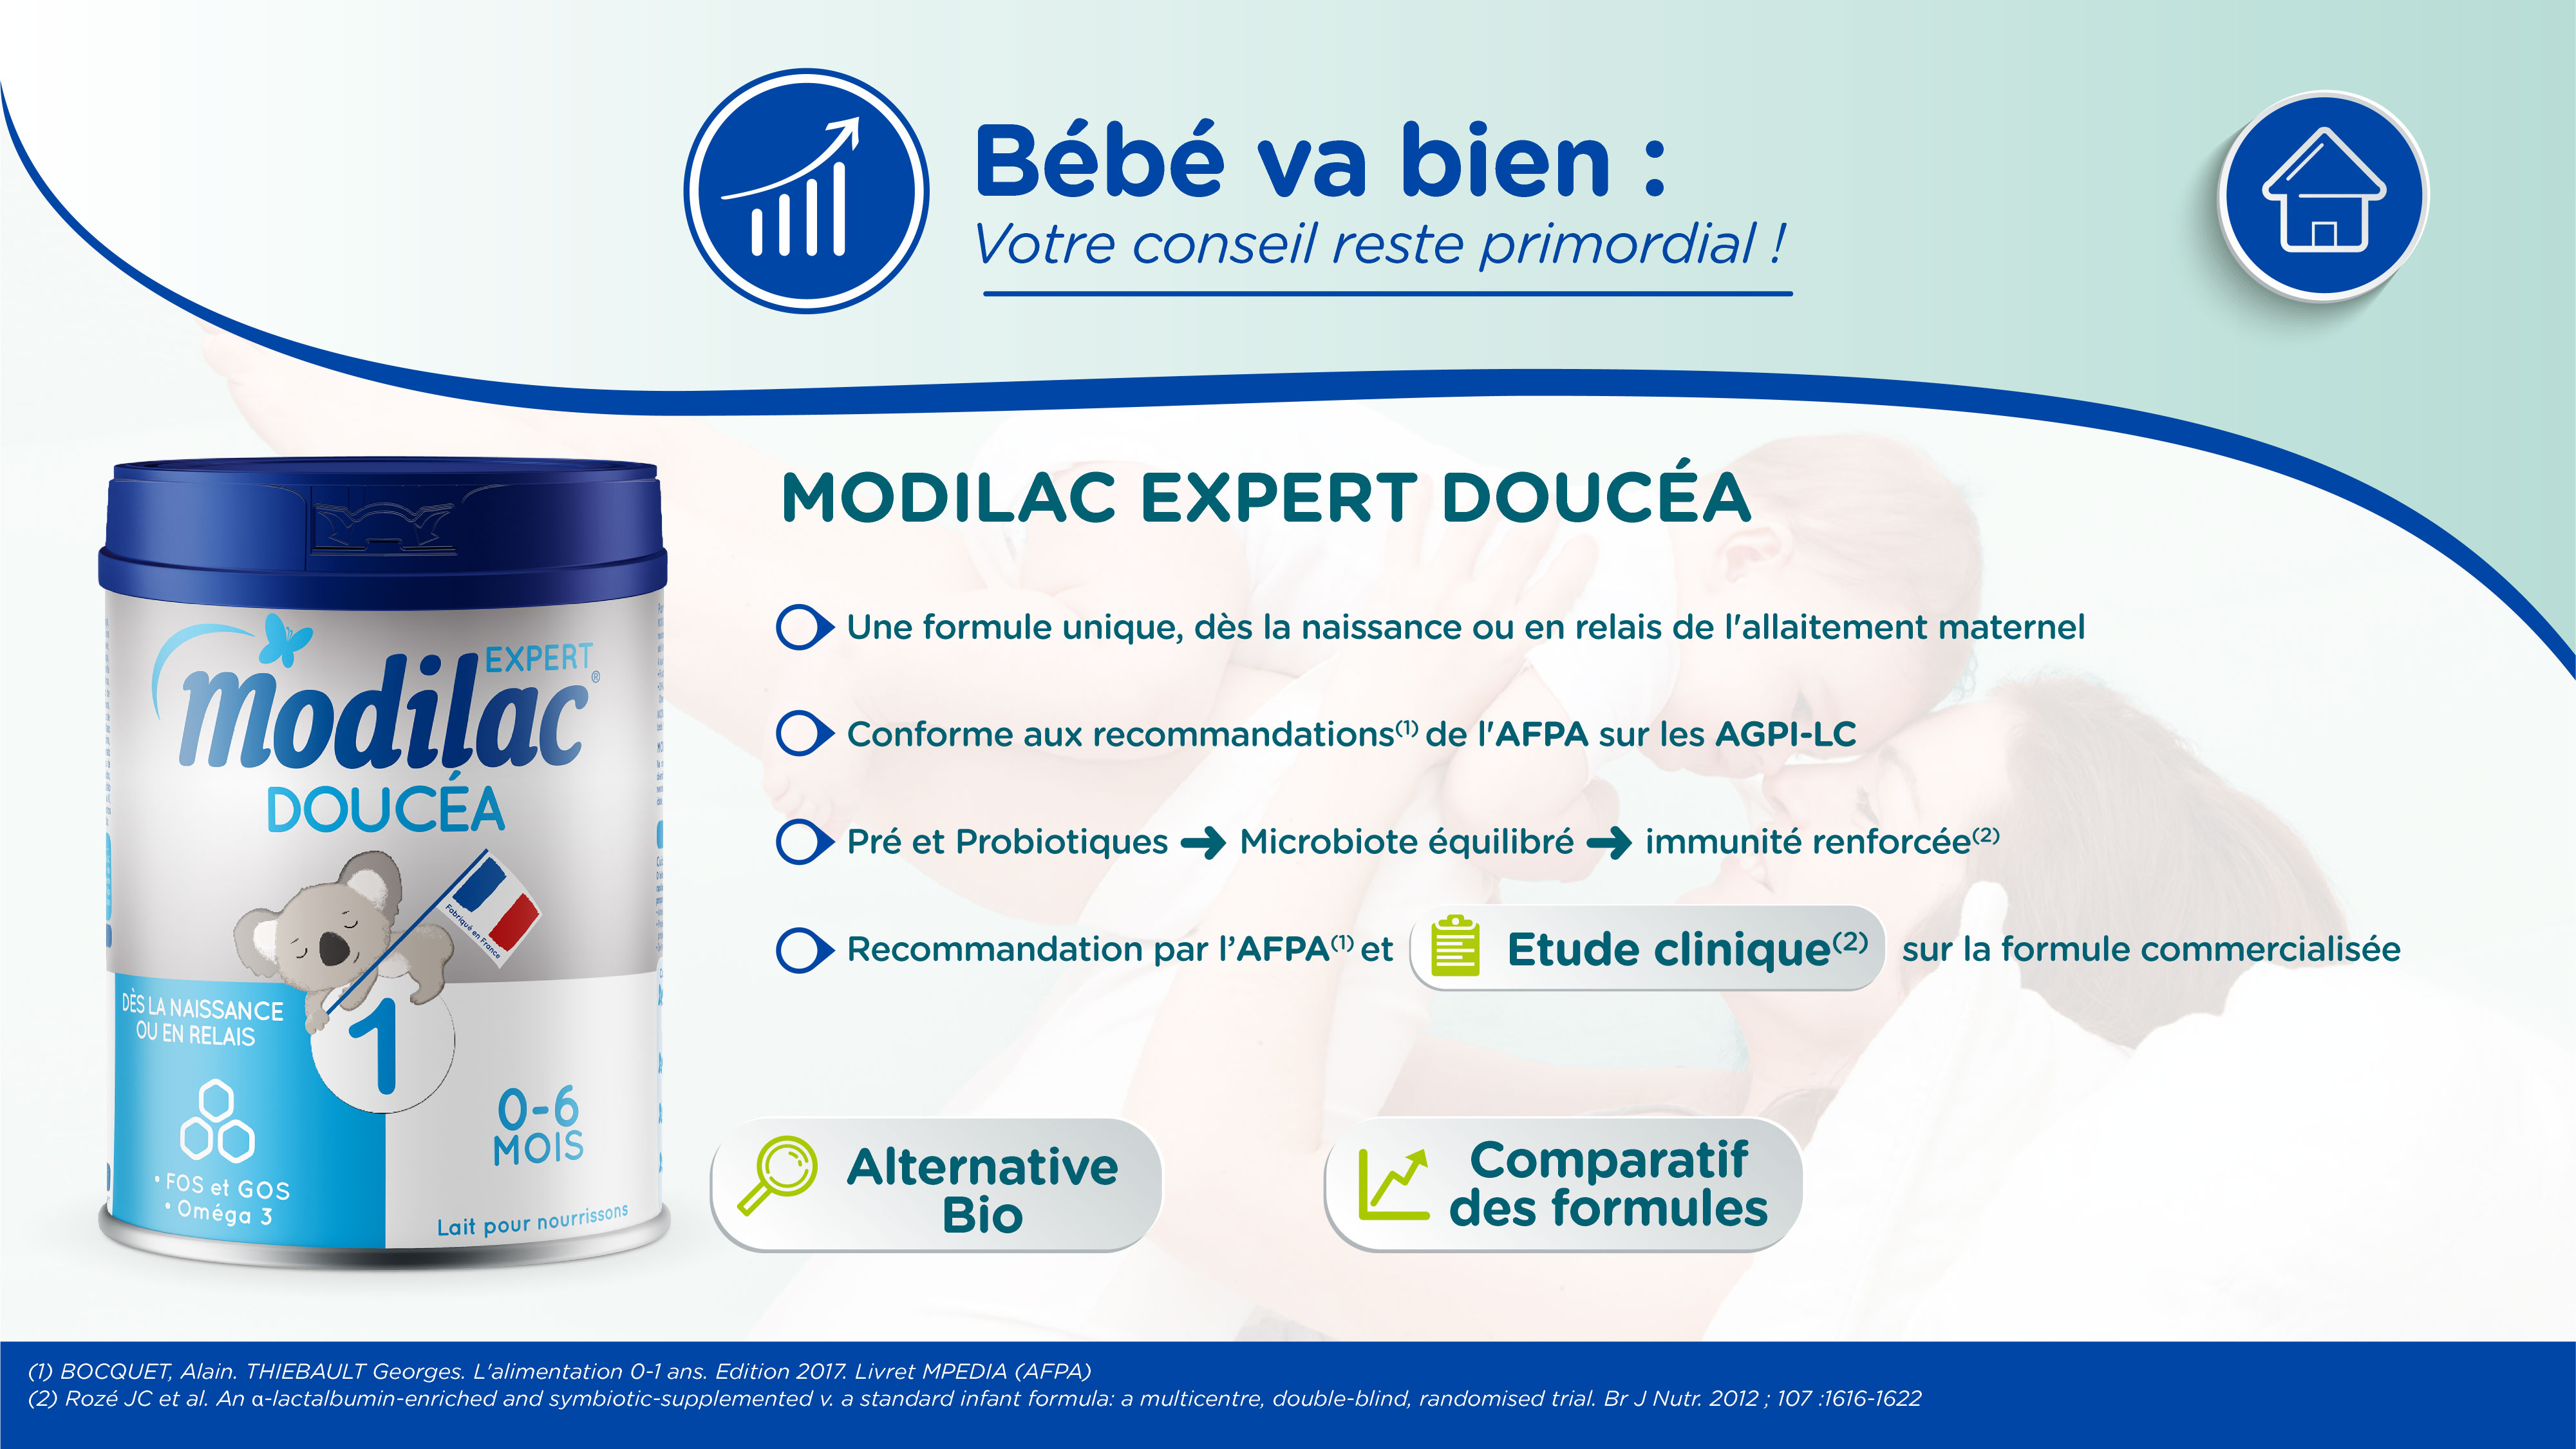 Bébé va bien :
Votre conseil reste primordial !
MODILAC EXPERT DOUCÉA
Une formule unique, dès la naissance ou en relais de l'allaitement maternel
Conforme aux recommandations(1) de l'AFPA sur les AGPI-LC
Pré et Probiotiques ➔ Microbiote équilibré ➔ immunité renforcée(2)
Recommandation par l’AFPA(1) et Etude clinique(2) sur la formule commercialisée
Alternative
Bio
Comparatif
des formules
EXPERT
Modilac®
DOUCÉA
Fabriqué en France
DÈS LA NAISSANCE
OU EN RELAIS
1
0-6
MOIS
• FOS et GOS
• Oméga 3
Lait pour nourrissons
(1) BOCQUET, Alain. THIEBAULT Georges. L'alimentation 0-1 ans. Edition 2017. Livret MPEDIA (AFPA)
(2) Rozé JC et al. An α-lactalbumin-enriched and symbiotic-supplemented v. a standard infant formula: a multicentre, double-blind, randomised trial. Br J Nutr. 2012 ; 107 :1616-1622